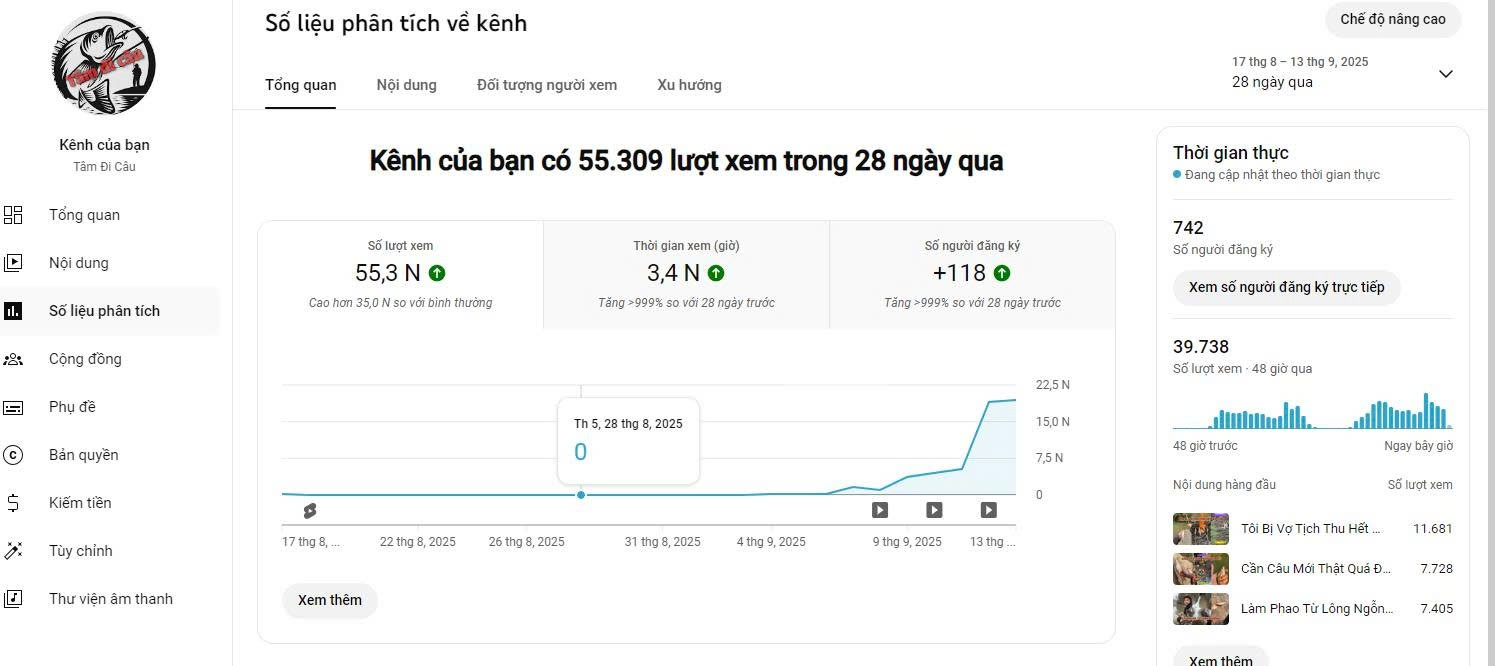 Tâm đi câu
Kênh của bạn
Tâm Đi Câu
Tổng quan
Nội dung
Số liệu phân tích
Cộng đồng
Phụ đề
Bản quyền
Kiếm tiền
Tùy chỉnh
Thư viện âm thanh
Số liệu phân tích về kênh
Chế độ nâng cao
Tổng quan
Nội dung
Đối tượng người xem
Xu hướng
17 thg 8 – 13 thg 9, 2025
28 ngày qua
Kênh của bạn có 55.309 lượt xem trong 28 ngày qua
Số lượt xem
55,3 N
Cao hơn 35,0 N so với bình thường
Thời gian xem (giờ)
3,4 N
Tăng >999% so với 28 ngày trước
Số người đăng ký
+118
Tăng >999% so với 28 ngày trước
22,5 N
15,0 N
7,5 N
0
Th 5, 28 thg 8, 2025
0
17 thg 8, ...
22 thg 8, 2025
26 thg 8, 2025
31 thg 8, 2025
4 thg 9, 2025
9 thg 9, 2025
13 thg ...
Xem thêm
Thời gian thực
Đang cập nhật theo thời gian thực
742
Số người đăng ký
Xem số người đăng ký trực tiếp
39.738
Số lượt xem · 48 giờ qua
48 giờ trước
Ngay bây giờ
Nội dung hàng đầu
Số lượt xem
Tôi Bị Vợ Tịch Thu Hết ...
11.681
Cần Câu Mới Thật Quá Đ...
7.728
Làm Phao Từ Lông Ngỗn...
7.405
Xem thêm